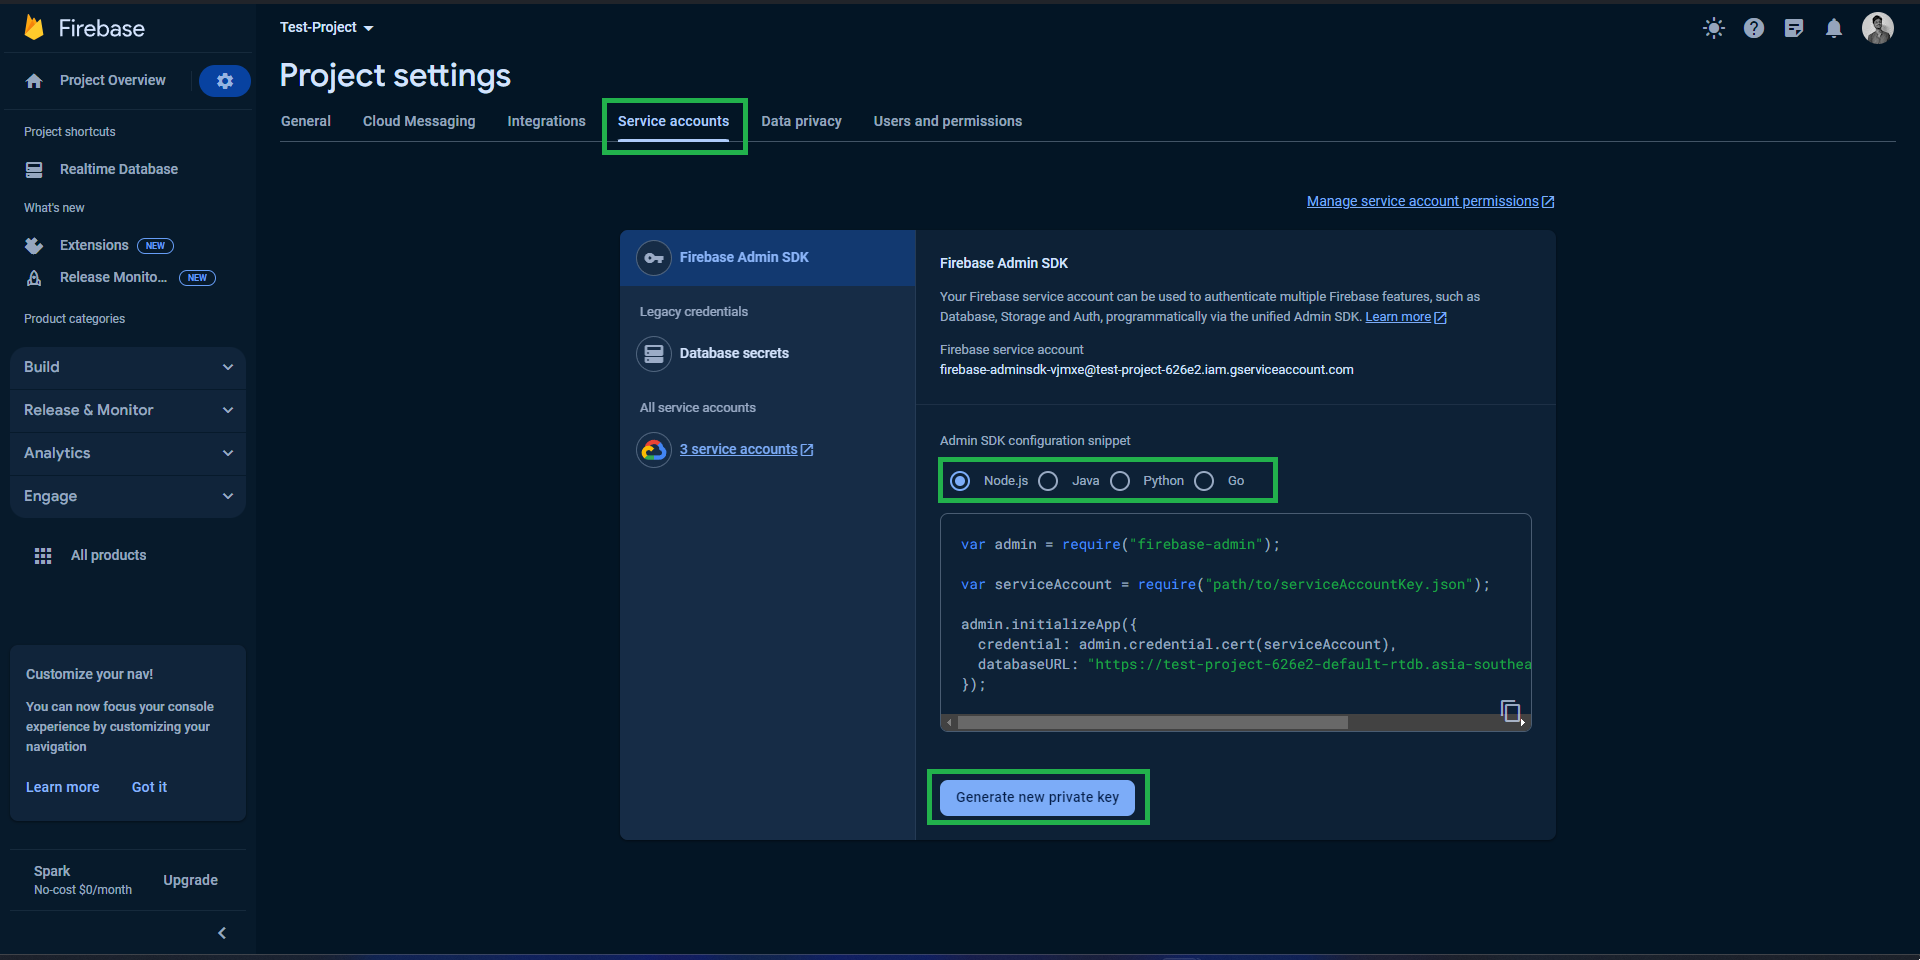 Firebase
Test-Project
Project Overview
Project settings
General
Cloud Messaging
Integrations
Service accounts
Data privacy
Users and permissions
Project shortcuts
Realtime Database
What's new
Extensions NEW
Release Monito... NEW
Product categories
Build
Release & Monitor
Analytics
Engage
All products
Customize your nav!
You can now focus your console
experience by customizing your
navigation
Learn more
Got it
Spark
No-cost $0/month
Upgrade
Manage service account permissions
Firebase Admin SDK
Legacy credentials
Database secrets
All service accounts
3 service accounts
Firebase Admin SDK
Your Firebase service account can be used to authenticate multiple Firebase features, such as
Database, Storage and Auth, programmatically via the unified Admin SDK. Learn more
Firebase service account
firebase-adminsdk-vjmxe@test-project-626e2.iam.gserviceaccount.com
Admin SDK configuration snippet
Node.js
Java
Python
Go
var admin = require("firebase-admin");
var serviceAccount = require("path/to/serviceAccountKey.json");
admin.initializeApp({
credential: admin.credential.cert(serviceAccount),
databaseURL: "https://test-project-626e2-default-rtdb.asia-southea
});
Generate new private key